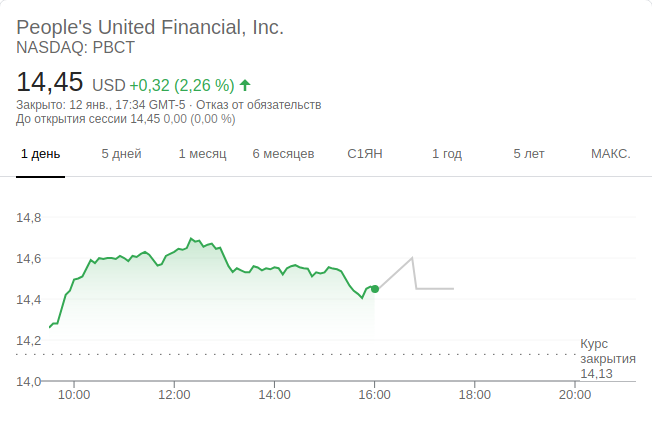 People's United Financial, Inc.
NASDAQ: PBCT
14,45 USD +0,32 (2,26 %)
Закрыто: 12 янв., 17:34 GMT-5 · Отказ от обязательств
До открытия сессии 14,45 0,00 (0,00 %)
1 день 5 дней 1 месяц 6 месяцев С1ЯН 1 год 5 лет МАКС.
14,8
14,6
14,4
14,2
Курс
закрытия
14,13
14,0
10:00 12:00 14:00 16:00 18:00 20:00